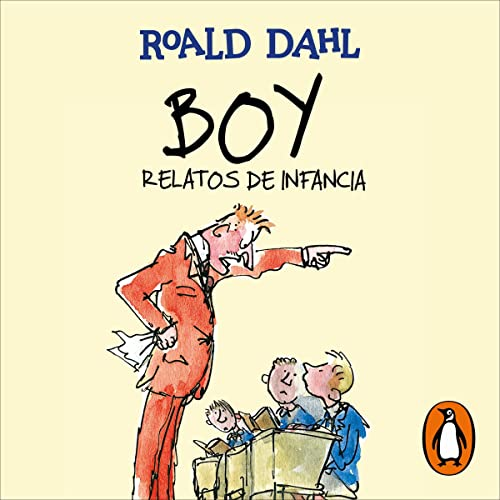 ROALD DAHL
BOY
RELATOS DE INFANCIA